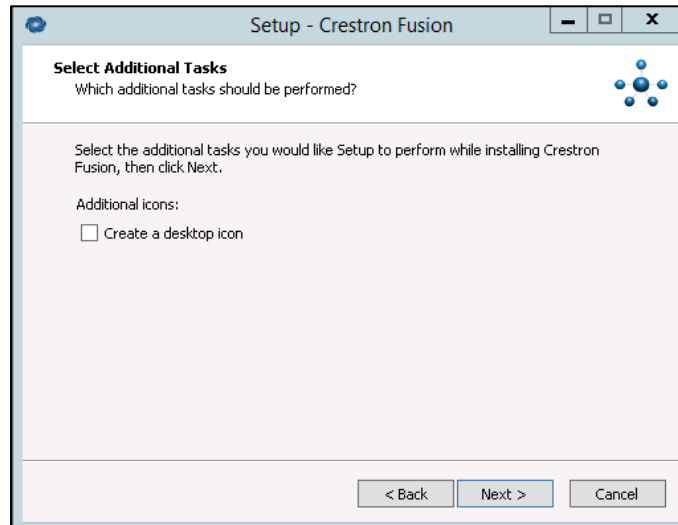 Setup - Crestron Fusion
Select Additional Tasks
Which additional tasks should be performed?
Select the additional tasks you would like Setup to perform while installing Crestron
Fusion, then click Next.
Additional icons:
Create a desktop icon
< Back
Next >
Cancel